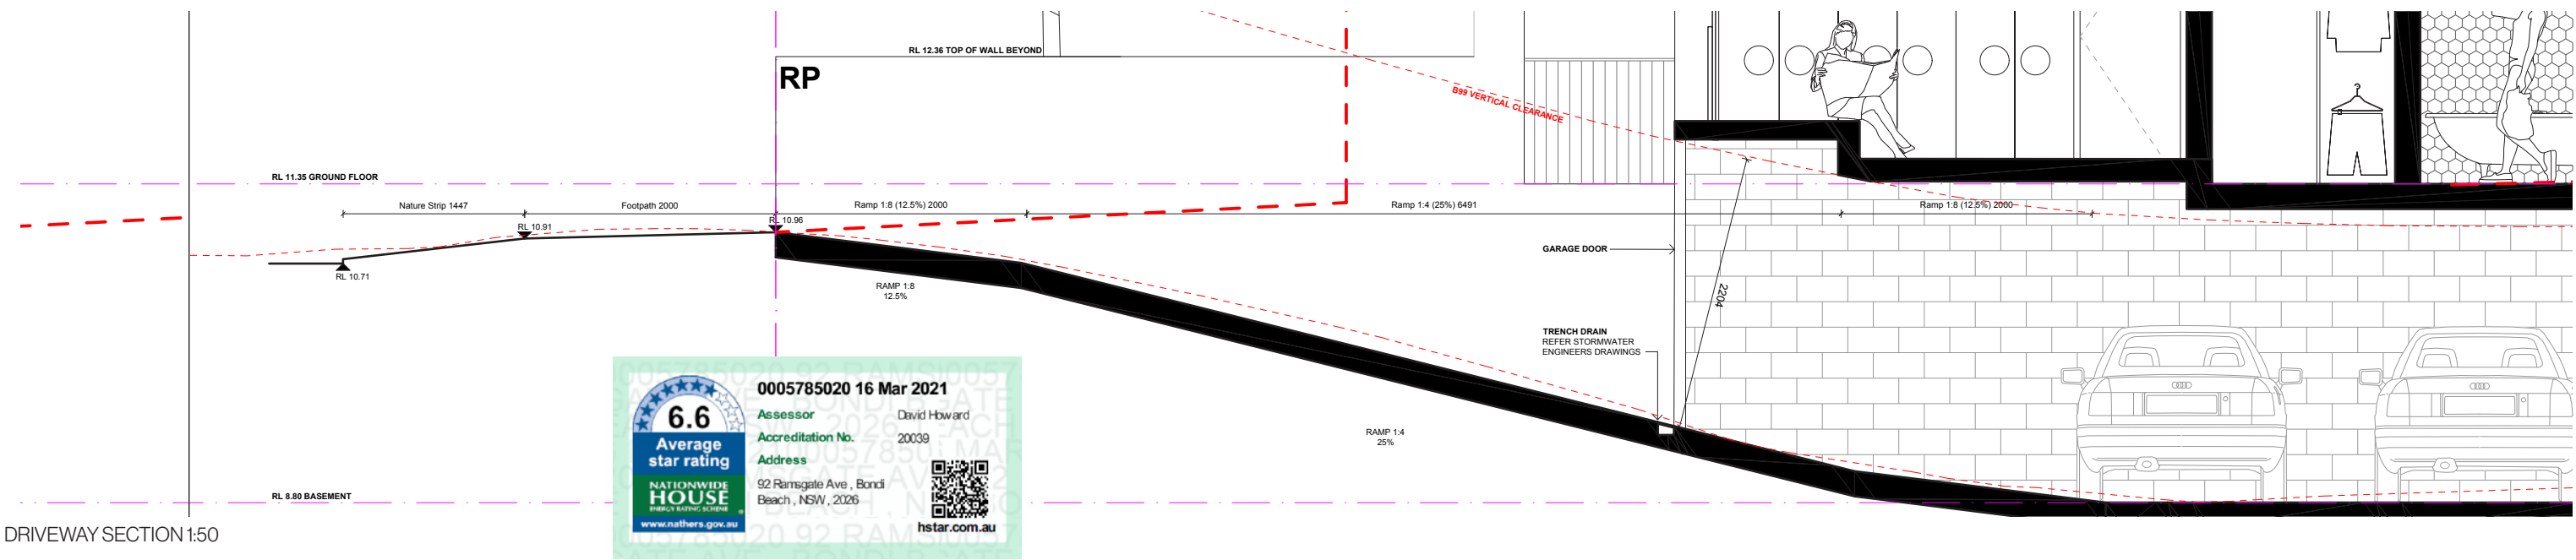 RL 12.36 TOP OF WALL BEYOND
RP
B99 VERTICAL CLEARANCE
RL 11.35 GROUND FLOOR
Nature Strip 1447
Footpath 2000
Ramp 1:8 (12.5%) 2000
Ramp 1:4 (25%) 6491
Ramp 1:8 (12.5%) 2000
RL 10.96
RL 10.91
RL 10.71
GARAGE DOOR
RAMP 1:8
12.5%
2204
TRENCH DRAIN
REFER STORMWATER
ENGINEERS DRAWINGS
RAMP 1:4
25%
6.6
Average
star rating
NATIONWIDE
HOUSE
ENERGY RATING SCHEME
www.nathers.gov.au
0005785020 16 Mar 2021
Assessor David Howard
Accreditation No. 20039
Address
92 Ramsgate Ave , Bondi
Beach , NSW , 2026
hstar.com.au
RL 8.80 BASEMENT
DRIVEWAY SECTION 1:50